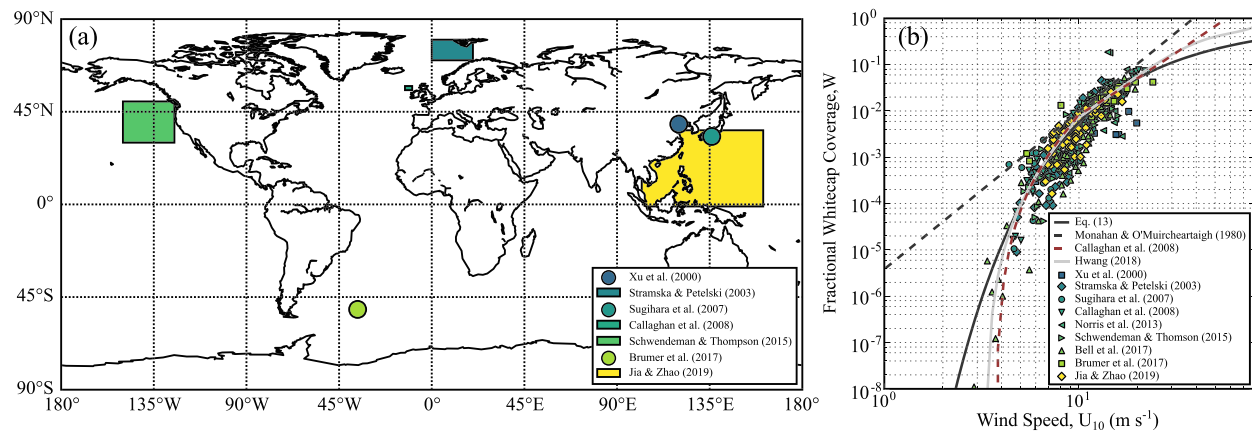 (a)
90°N
45°N
0°
45°S
90°S
180°
135°W
90°W
45°W
0°
45°E
90°E
135°E
180°
Xu et al. (2000)
Stramska & Petelski (2003)
Sugihara et al. (2007)
Callaghan et al. (2008)
Schwendeman & Thompson (2015)
Brumer et al. (2017)
Jia & Zhao (2019)
(b)
Fractional Whitecap Coverage, W
10^0
10^-1
10^-2
10^-3
10^-4
10^-5
10^-6
10^-7
10^-8
10^0
10^1
Wind Speed, U10 (m s^-1)
Eq. (13)
Monahan & O'Muircheartaigh (1980)
Callaghan et al. 2008)
Hwang (2018)
Xu et al. (2000)
Stramska & Petelski (2003)
Sugihara et al. (2007)
Callaghan et al. (2008)
Norris et al. (2013)
Schwendeman & Thomson (2015)
Bell et al. (2017)
Brumer et al. (2017)
Jia & Zhao (2019)